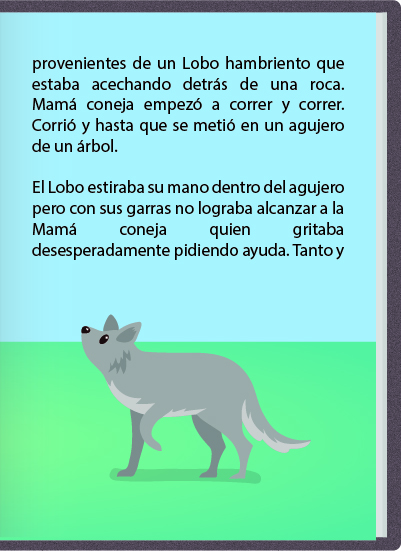 provenientes de un Lobo hambriento que
estaba acechando detrás de una roca.
Mamá coneja empezó a correr y correr.
Corrió y hasta que se metió en un agujero
de un árbol.
El Lobo estiraba su mano dentro del agujero
pero con sus garras no lograba alcanzar a la
Mamá coneja quien gritaba
desesperadamente pidiendo ayuda. Tanto y